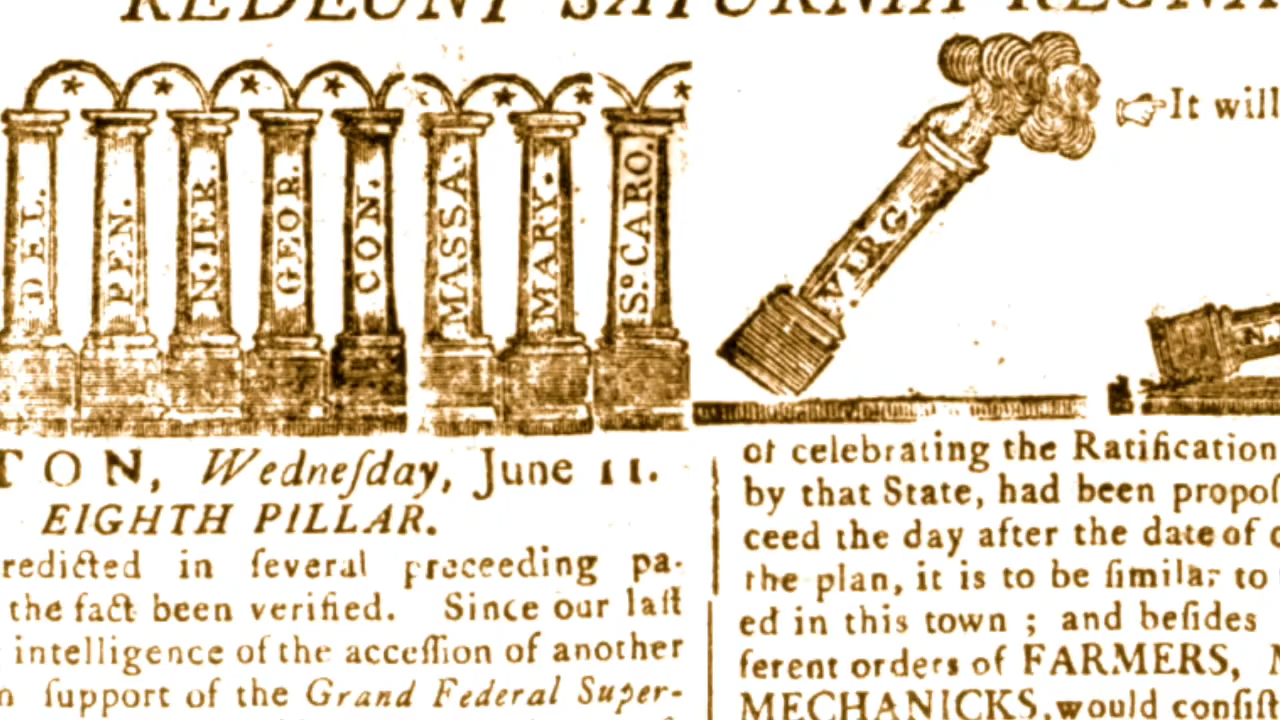 REDEUNT SATURNIA REGNA
DEL.
PEN.
N.JER.
GEOR.
CON.
MASSA.
MARY.
So. CARO.
VIRG.
It will
TON, Wedneſday, June 11.
EIGHTH PILLAR.
redicted in ſeveral preceeding pa-
the fact been verified. Since our laſt
intelligence of the acceſſion of another
ſupport of the Grand Federal Super-
of celebrating the Ratification
by that State, had been propoſ
ceed the day after the date of
the plan, it is to be ſimilar to
ed in this town ; and beſides
ferent orders of FARMERS,
MECHANICKS, would conſiſt